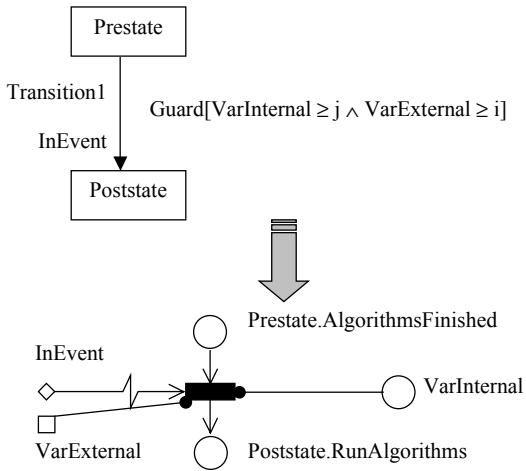 Prestate
Transition1
Guard[VarInternal ≥ j ∧ VarExternal ≥ i]
InEvent
Poststate
Prestate.AlgorithmsFinished
InEvent
VarInternal
VarExternal
Poststate.RunAlgorithms